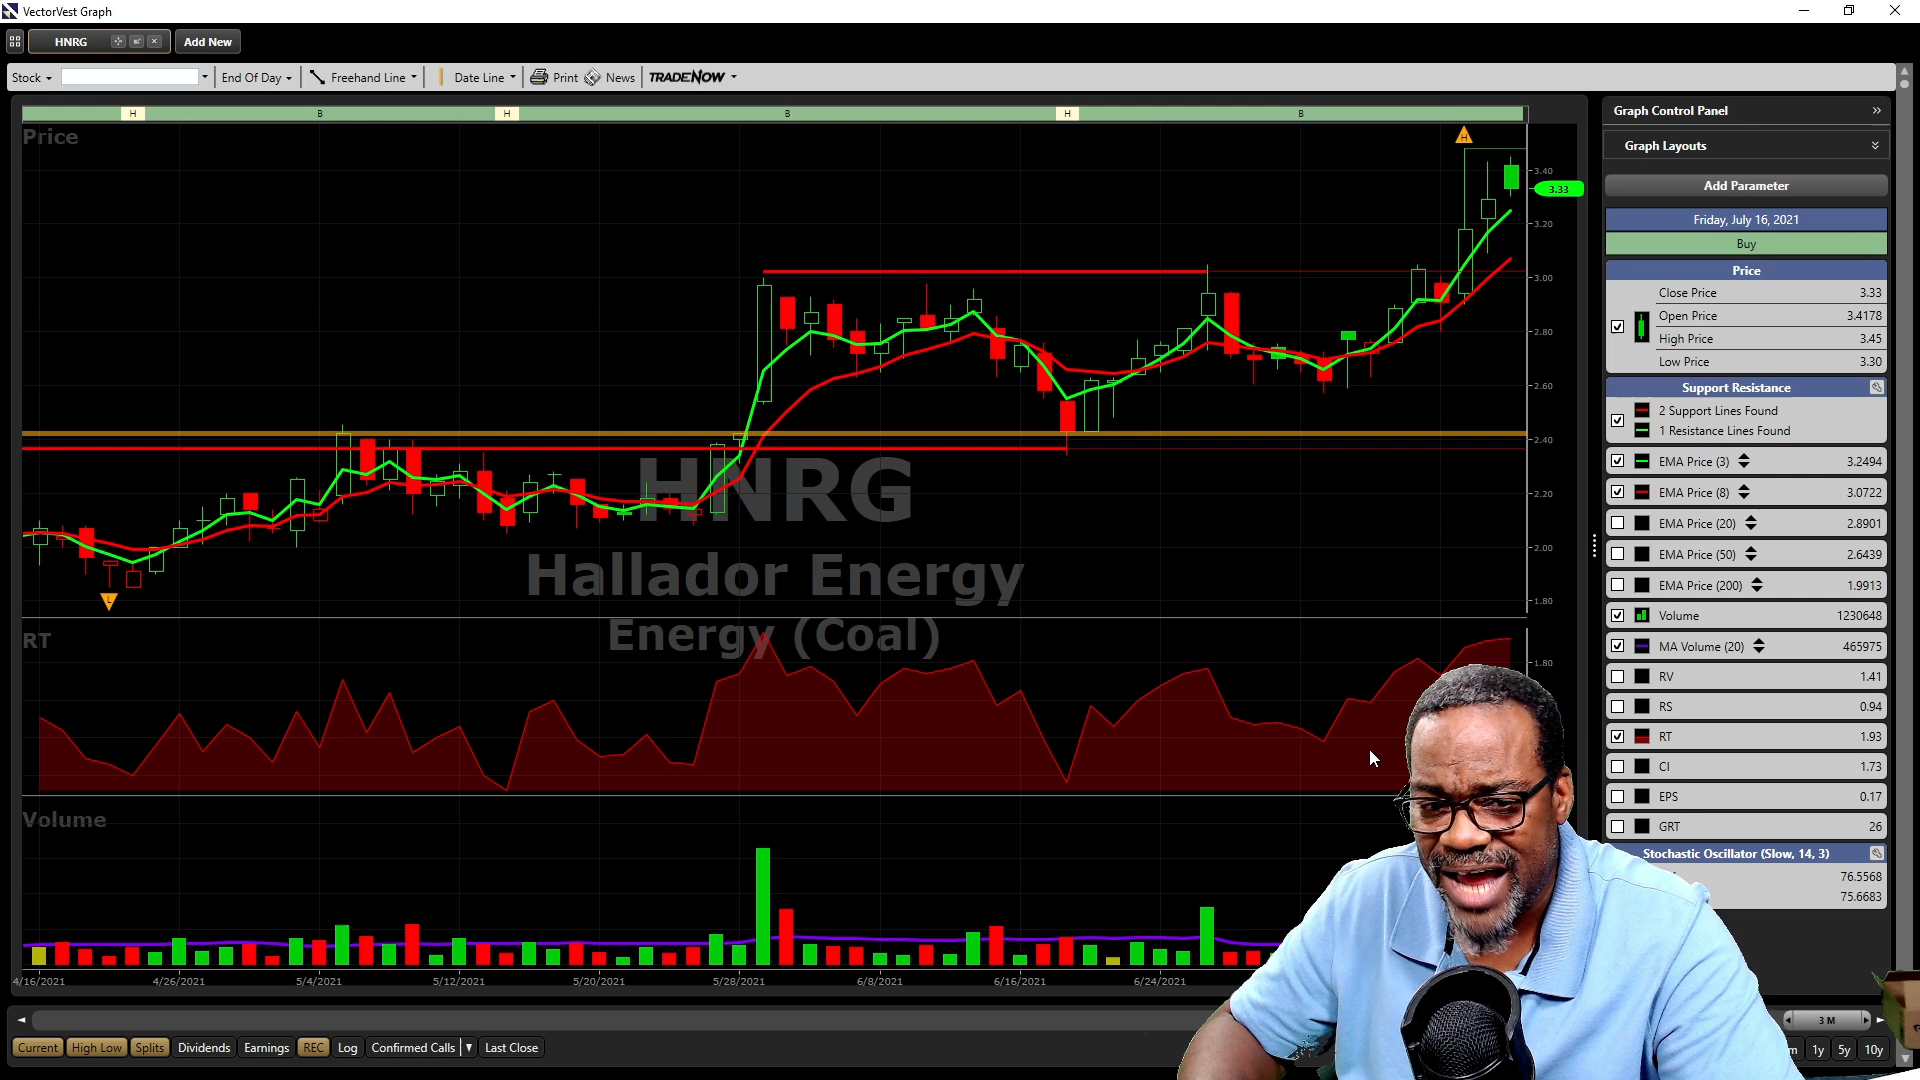 VectorVest Graph
HNRG
Add New
Stock
End Of Day
Freehand Line
Date Line
Print
News
TRADENOW
H B H B H B
Price
H
3.40
3.33
3.20
3.00
2.80
2.60
2.40
2.20
2.00
1.80
L
HNRG
Hallador Energy
Energy (Coal)
RT
1.80
Volume
4/16/2021 4/26/2021 5/4/2021 5/12/2021 5/20/2021 5/28/2021 6/8/2021 6/16/2021 6/24/2021
Current High Low Splits Dividends Earnings REC Log Confirmed Calls Last Close
Graph Control Panel
Graph Layouts
Add Parameter
Friday, July 16, 2021
Buy
Price
Close Price 3.33
Open Price 3.4178
High Price 3.45
Low Price 3.30
Support Resistance
2 Support Lines Found
1 Resistance Lines Found
EMA Price (3) 3.2494
EMA Price (8) 3.0722
EMA Price (20) 2.8901
EMA Price (50) 2.6439
EMA Price (200) 1.9913
Volume 1230648
MA Volume (20) 465975
RV 1.41
RS 0.94
RT 1.93
CI 1.73
EPS 0.17
GRT 26
Stochastic Oscillator (Slow, 14, 3)
76.5568
75.6683
3 M
1y 5y 10y